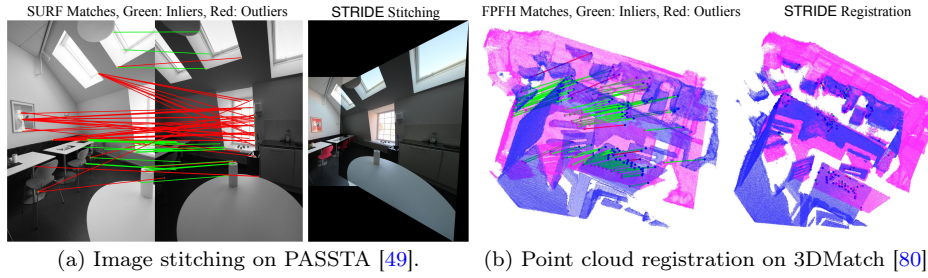 SURF Matches, Green: Inliers, Red: Outliers
STRIDE Stitching
FPFH Matches, Green: Inliers, Red: Outliers
STRIDE Registration
(a) Image stitching on PASSTA [49].
(b) Point cloud registration on 3DMatch [80]